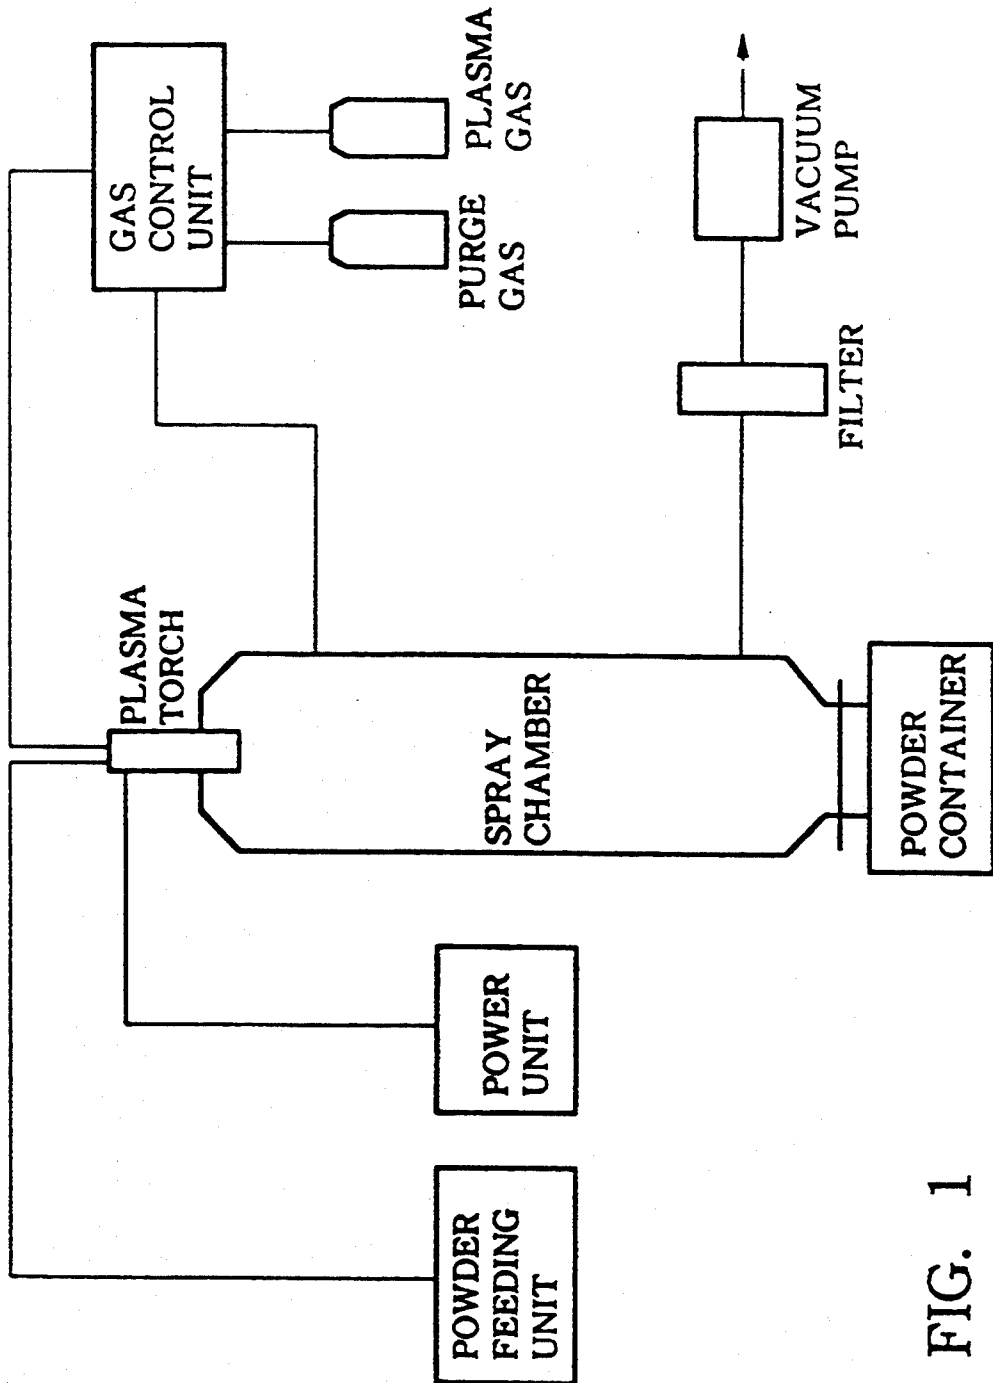 POWDER
FEEDING
UNIT
POWER
UNIT
PLASMA
TORCH
SPRAY
CHAMBER
POWDER
CONTAINER
GAS
CONTROL
UNIT
PURGE
GAS
PLASMA
GAS
FILTER
VACUUM
PUMP
FIG. 1